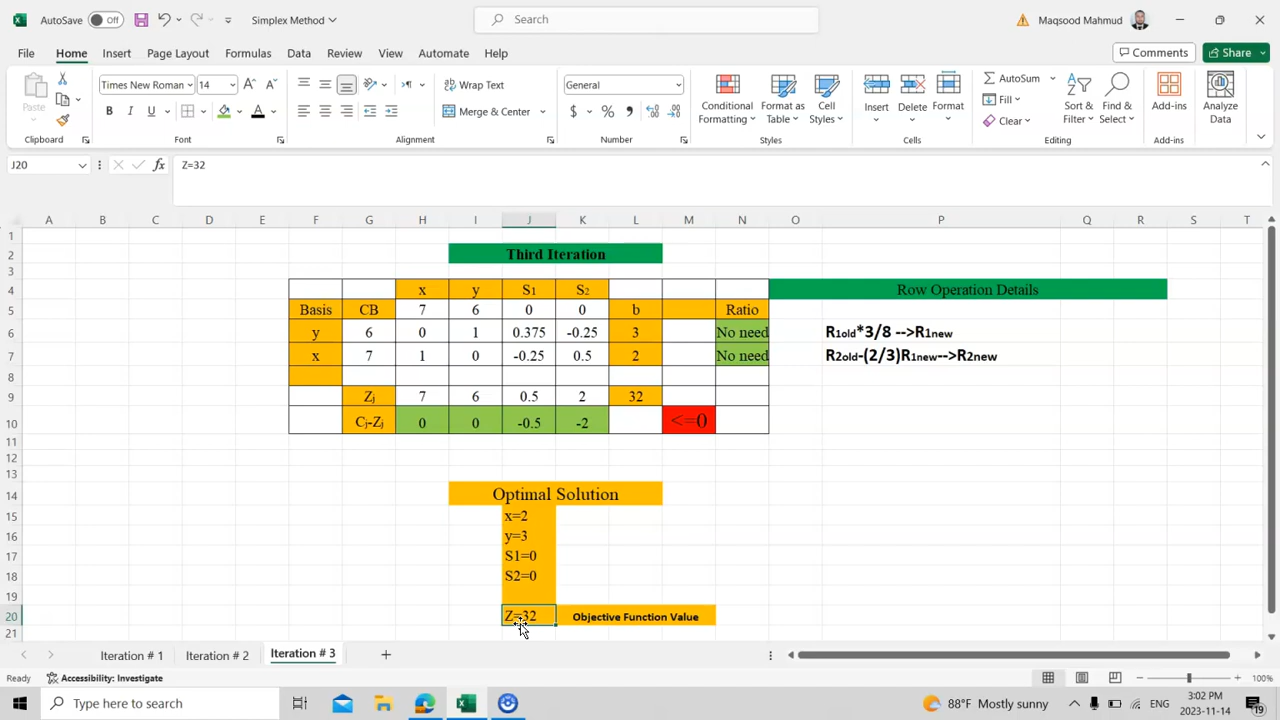 AutoSave Off Simplex Method Search Maqsood Mahmud
File Home Insert Page Layout Formulas Data Review View Automate Help Comments Share
Paste Times New Roman 14 Wrap Text General Conditional Formatting Format as Table Cell Styles Insert Delete Format AutoSum Sort & Filter Find & Select Add-ins Analyze Data
B I U Merge & Center $ % Fill Clear
Clipboard Font Alignment Number Styles Cells Editing Add-ins
J20 fx Z=32
A B C D E F G H I J K L M N O P Q R S T
1
2 Third Iteration
3
4 x y S1 S2 Row Operation Details
5 Basis CB 7 6 0 0 b Ratio
6 y 6 0 1 0.375 -0.25 3 No need R1old*3/8 -->R1new
7 x 7 1 0 -0.25 0.5 2 No need R2old-(2/3)R1new-->R2new
8
9 Zj 7 6 0.5 2 32
10 Cj-Zj 0 0 -0.5 -2 <=0
11
12
13
14 Optimal Solution
15 x=2
16 y=3
17 S1=0
18 S2=0
19
20 Z=32 Objective Function Value
21
Iteration # 1 Iteration # 2 Iteration # 3
Ready Accessibility: Investigate 100%
Type here to search 88°F Mostly sunny ENG 3:02 PM 2023-11-14 19